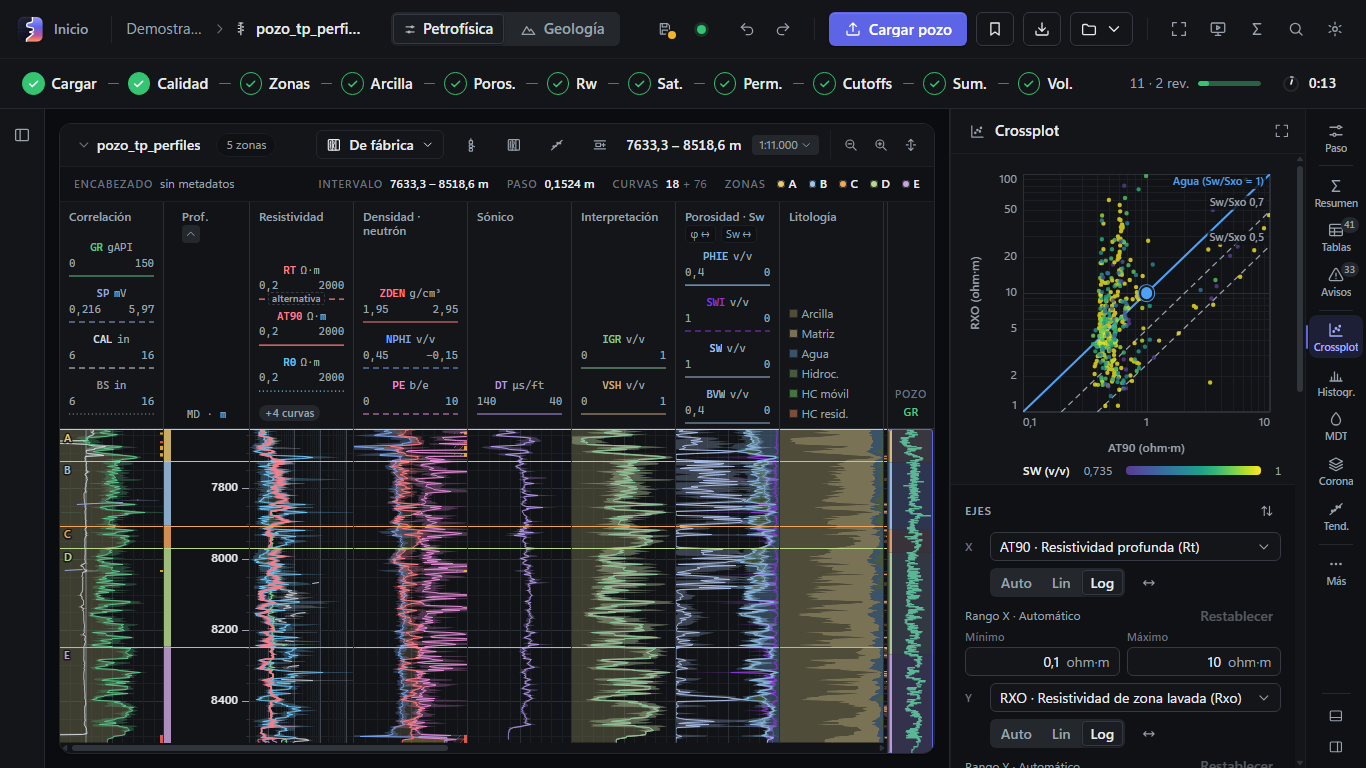 Inicio
Demostra...
pozo_tp_perfi...
Petrofísica
Geología
Cargar pozo
Cargar
Calidad
Zonas
Arcilla
Poros.
Rw
Sat.
Perm.
Cutoffs
Sum.
Vol.
11 · 2 rev.
0:13
pozo_tp_perfiles
5 zonas
De fábrica
7633,3 – 8518,6 m
1:11.000
ENCABEZADO sin metadatos
INTERVALO 7633,3 – 8518,6 m
PASO 0,1524 m
CURVAS 18 + 76
ZONAS A B C D E
Correlación
GR gAPI
0 150
SP mV
0,216 5,97
CAL in
6 16
BS in
6 16
Prof.
MD · m
Resistividad
RT Ω·m
0,2 2000
alternativa
AT90 Ω·m
0,2 2000
R0 Ω·m
0,2 2000
+4 curvas
Densidad ·
neutrón
ZDEN g/cm³
1,95 2,95
NPHI v/v
0,45 −0,15
PE b/e
0 10
Sónico
DT µs/ft
140 40
Interpretación
IGR v/v
0 1
VSH v/v
0 1
Porosidad · Sw
φ ↔ Sw ↔
PHIE v/v
0,4 0
SWI v/v
1 0
SW v/v
1 0
BVW v/v
0,4 0
Litología
Arcilla
Matriz
Agua
Hidroc.
HC móvil
HC resid.
POZO
GR
A
B
C
D
E
7800
8000
8200
8400
Crossplot
100
50
20
10
5
2
1
RXO (ohm·m)
Agua (Sw/Sxo = 1)
Sw/Sxo 0,7
Sw/Sxo 0,5
0,1 1 10
AT90 (ohm·m)
SW (v/v) 0,735 1
EJES
X AT90 · Resistividad profunda (Rt)
Auto Lin Log
Rango X · Automático Restablecer
Mínimo Máximo
0,1 ohm·m 10 ohm·m
Y RXO · Resistividad de zona lavada (Rxo)
Auto Lin Log
Rango Y · Automático Restablecer
Paso
Resumen
41
Tablas
33
Avisos
Crossplot
Histogr.
MDT
Corona
Tend.
Más